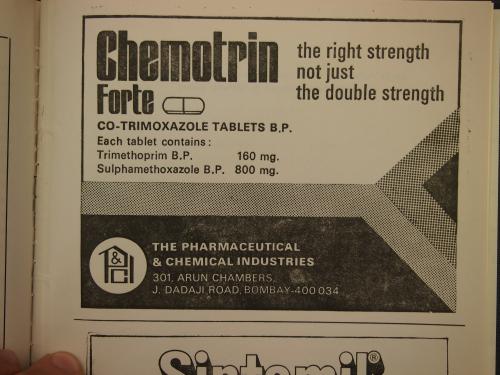 Chemotrin
Forte
the right strength
not just
the double strength
CO-TRIMOXAZOLE TABLETS B.P.
Each tablet contains :
Trimethoprim B.P. 160 mg.
Sulphamethoxazole B.P. 800 mg.
THE PHARMACEUTICAL
& CHEMICAL INDUSTRIES
301, ARUN CHAMBERS,
J. DADAJI ROAD, BOMBAY-400 034
Sintomil®